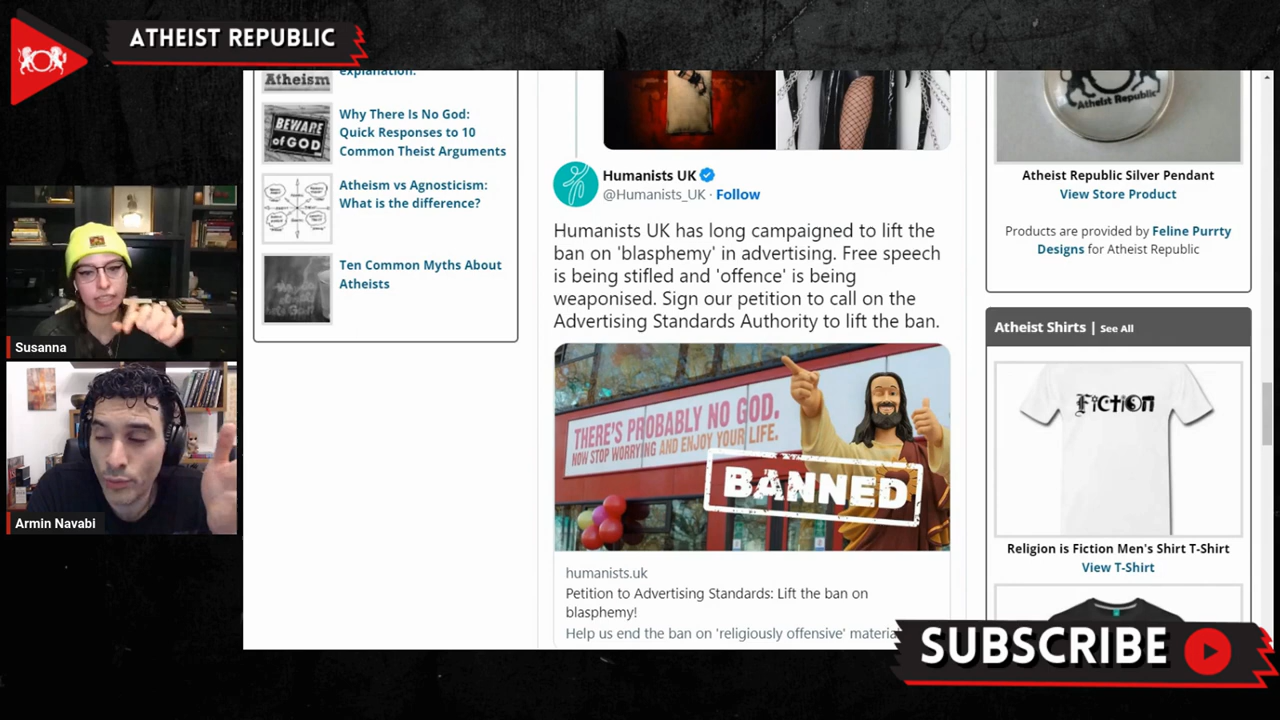 ATHEIST REPUBLIC
Susanna
Armin Navabi
Atheism
explanation.
BEWARE
of GOD
Why There Is No God:
Quick Responses to 10
Common Theist Arguments
Atheism vs Agnosticism:
What is the difference?
Ten Common Myths About
Atheists
Humanists UK
@Humanists_UK · Follow
Humanists UK has long campaigned to lift the
ban on 'blasphemy' in advertising. Free speech
is being stifled and 'offence' is being
weaponised. Sign our petition to call on the
Advertising Standards Authority to lift the ban.
THERE'S PROBABLY NO GOD.
NOW STOP WORRYING AND ENJOY YOUR LIFE.
BANNED
humanists.uk
Petition to Advertising Standards: Lift the ban on
blasphemy!
Help us end the ban on 'religiously offensive' materia
Atheist Republic
Atheist Republic Silver Pendant
View Store Product
Products are provided by Feline Purrty
Designs for Atheist Republic
Atheist Shirts | See All
Fiction
Religion is Fiction Men's Shirt T-Shirt
View T-Shirt
SUBSCRIBE